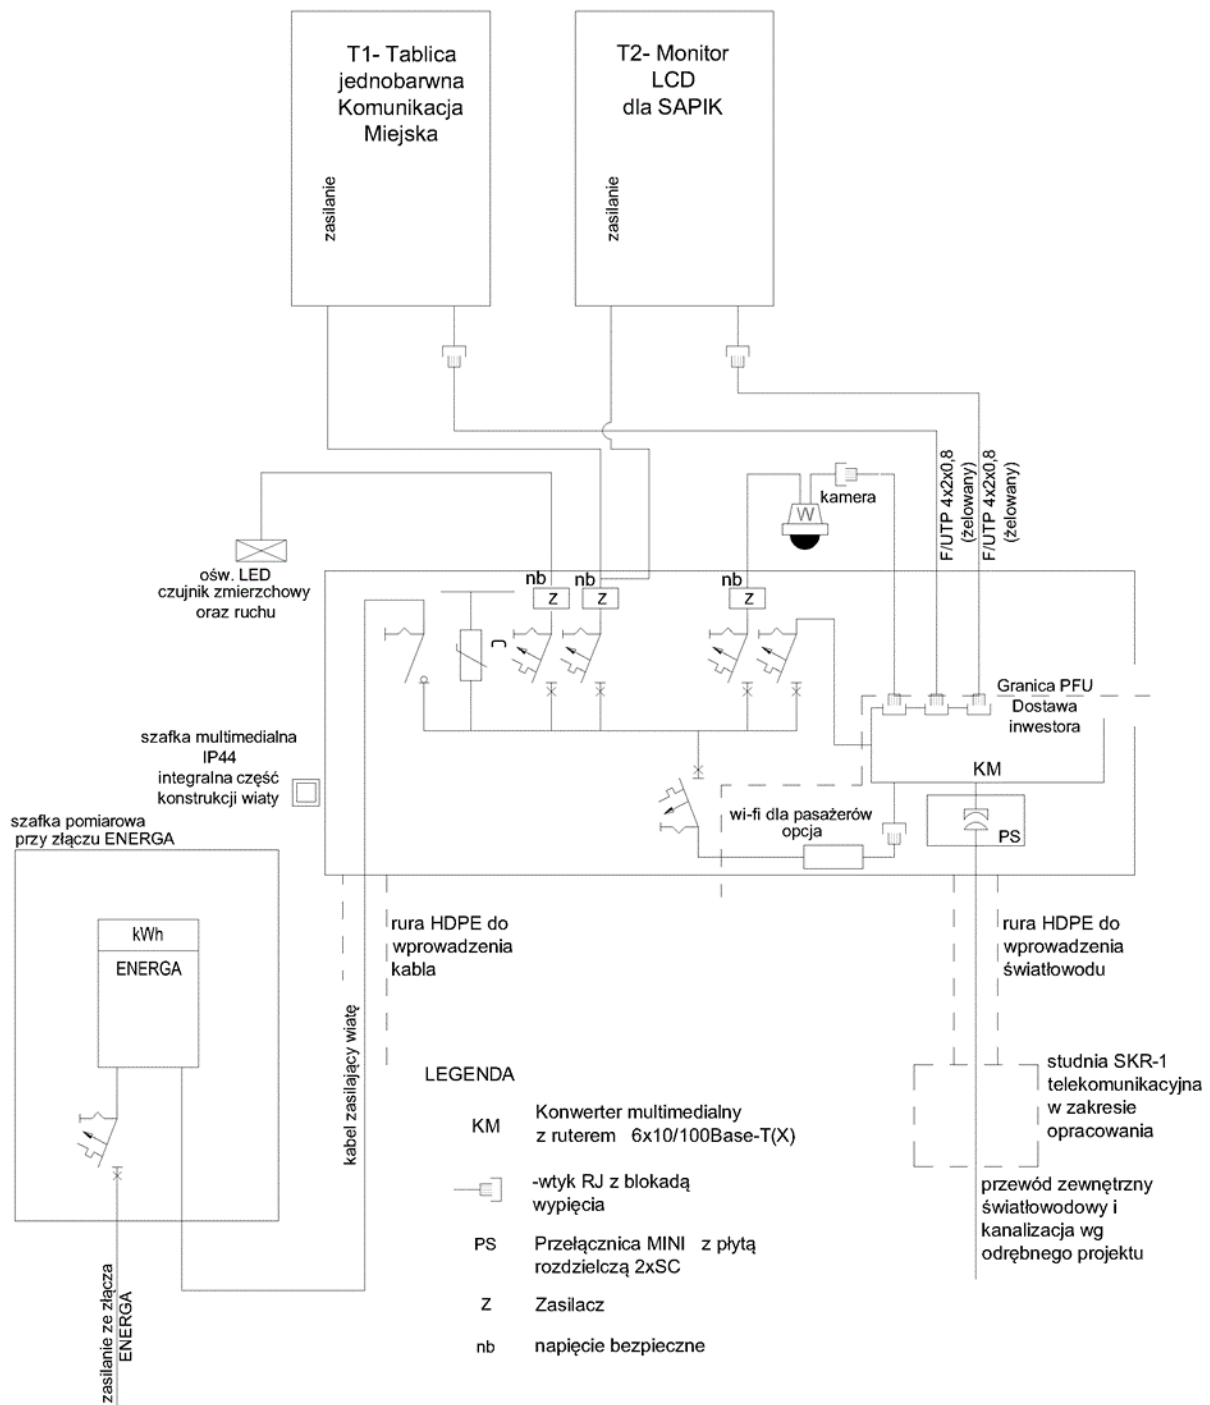 T1- Tablica
jednobarwna
Komunikacja
Miejska
zasilanie
T2- Monitor
LCD
dla SAPIK
zasilanie
F/UTP 4x2x0,8
(żelowany)
F/UTP 4x2x0,8
(żelowany)
kamera
W
ośw. LED
czujnik zmierzchowy
oraz ruchu
nb
nb
nb
Z
Z
Z
Granica PFU
Dostawa
inwestora
KM
szafka multimedialna
IP44
integralna część
konstrukcji wiaty
wi-fi dla pasażerów
opcja
PS
szafka pomiarowa
przy złączu ENERGA
kWh
ENERGA
rura HDPE do
wprowadzenia
kabla
kabel zasilający wiatę
rura HDPE do
wprowadzenia
światłowodu
studnia SKR-1
telekomunikacyjna
w zakresie
opracowania
przewód zewnętrzny
światłowodowy i
kanalizacja wg
odrębnego projektu
zasilanie ze złącza
ENERGA
LEGENDA
KM Konwerter multimedialny
z ruterem 6x10/100Base-T(X)
-wtyk RJ z blokadą
wypięcia
PS Przełącznica MINI z płytą
rozdzielczą 2xSC
Z Zasilacz
nb napięcie bezpieczne